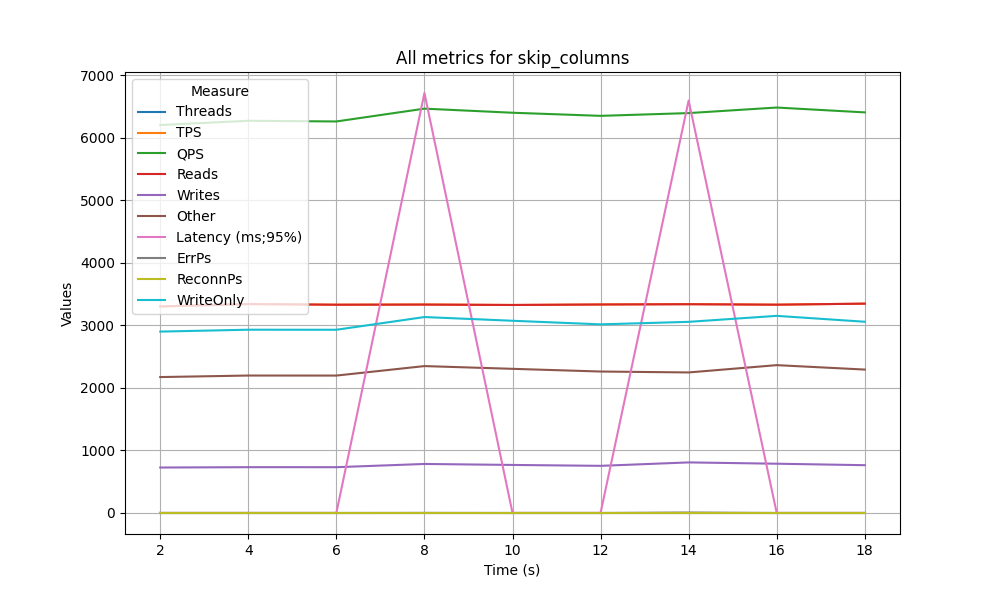 All metrics for skip_columns
7000
6000
5000
4000
3000
2000
1000
0
Values
Measure
Threads
TPS
QPS
Reads
Writes
Other
Latency (ms;95%)
ErrPs
ReconnPs
WriteOnly
2 4 6 8 10 12 14 16 18
Time (s)